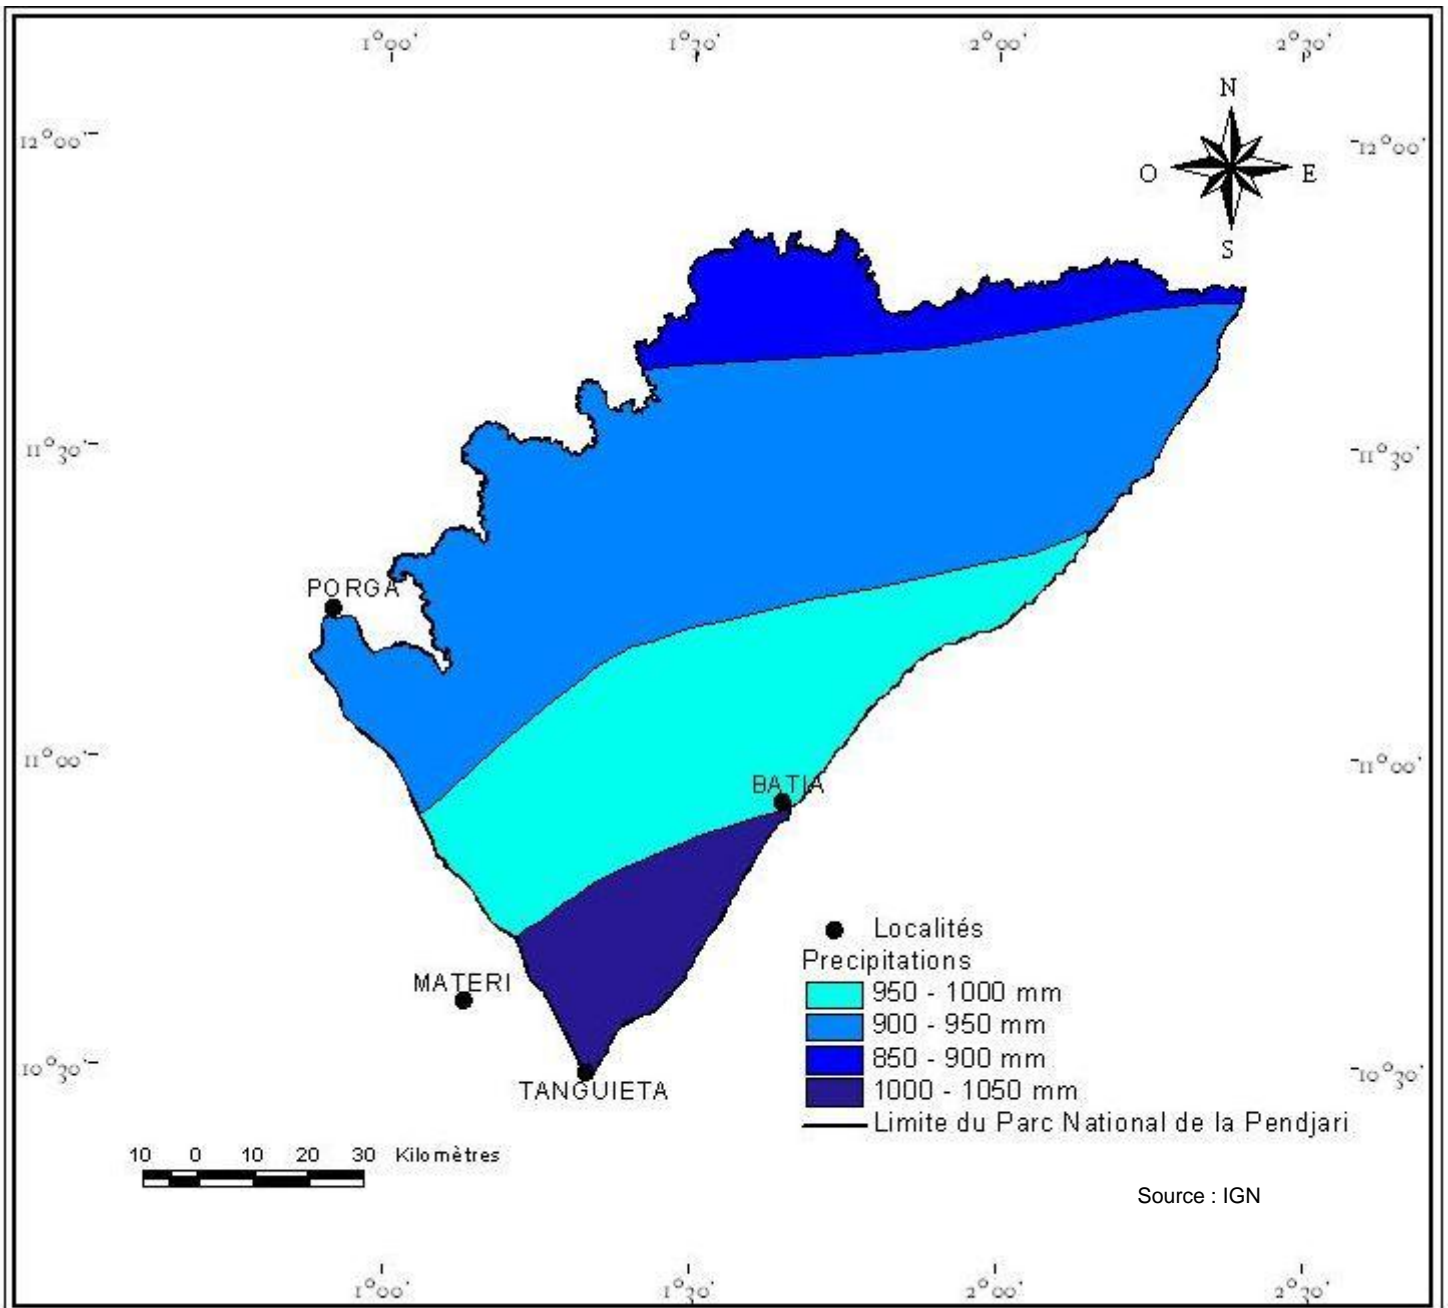 1°00' 1°30' 2°00' 2°30'
N
12°00' 12°00'
O E
S
11°30' 11°30'
PORGA
11°00' 11°00'
BATIA
Localités
Precipitations
MATERI
950 - 1000 mm
900 - 950 mm
850 - 900 mm
10°30' 10°30'
TANGUIETA
1000 - 1050 mm
Limite du Parc National de la Pendjari
10 0 10 20 30 Kilomètres
Source : IGN
1°00' 1°30' 2°00' 2°30'